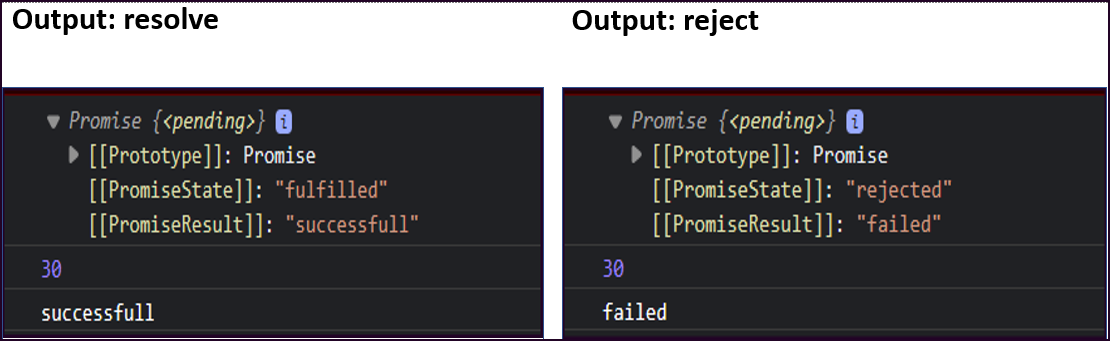 Output: resolve
Promise {<pending>} i
[[Prototype]]: Promise
[[PromiseState]]: "fulfilled"
[[PromiseResult]]: "successfull"
30
successfull
Output: reject
Promise {<pending>} i
[[Prototype]]: Promise
[[PromiseState]]: "rejected"
[[PromiseResult]]: "failed"
30
failed